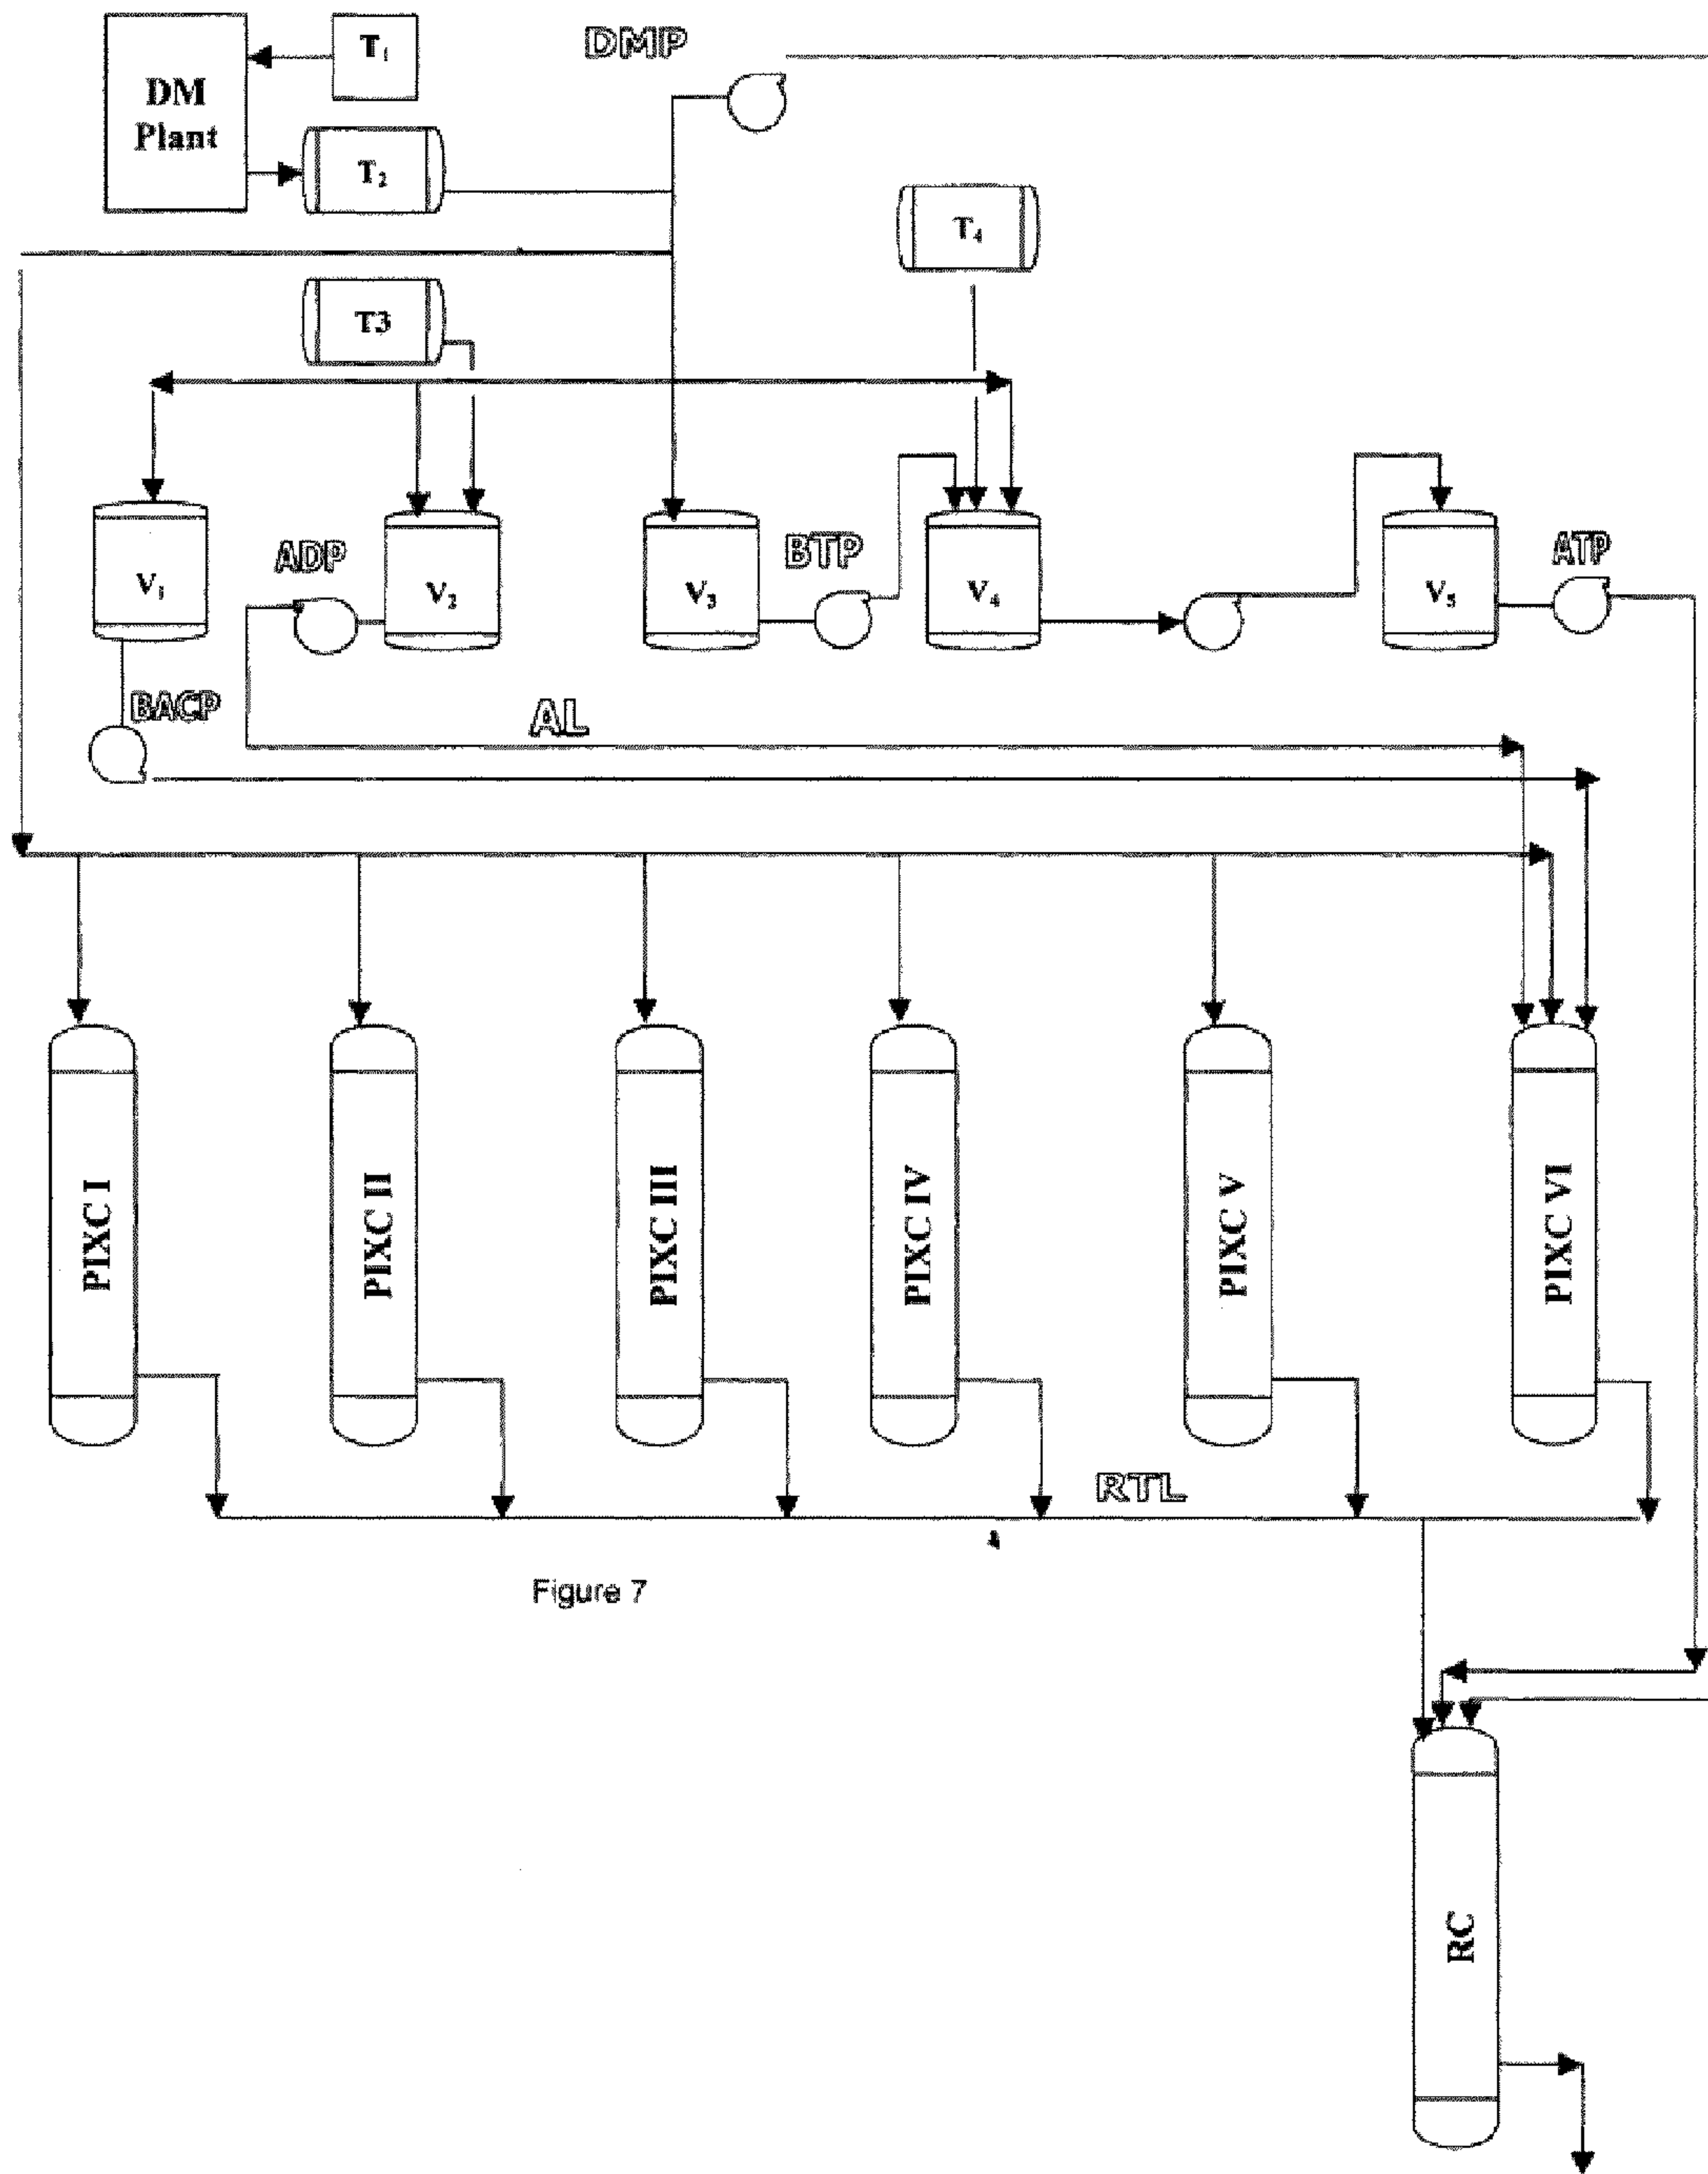 T₁
DMP
DM
Plant
T₂
T₄
T3
V₁
ADP
V₂
V₃
BTP
V₄
V₅
ATP
BACP
AL
PIXC I
PIXC II
PIXC III
PIXC IV
PIXC V
PIXC VI
RTL
Figure 7
RC